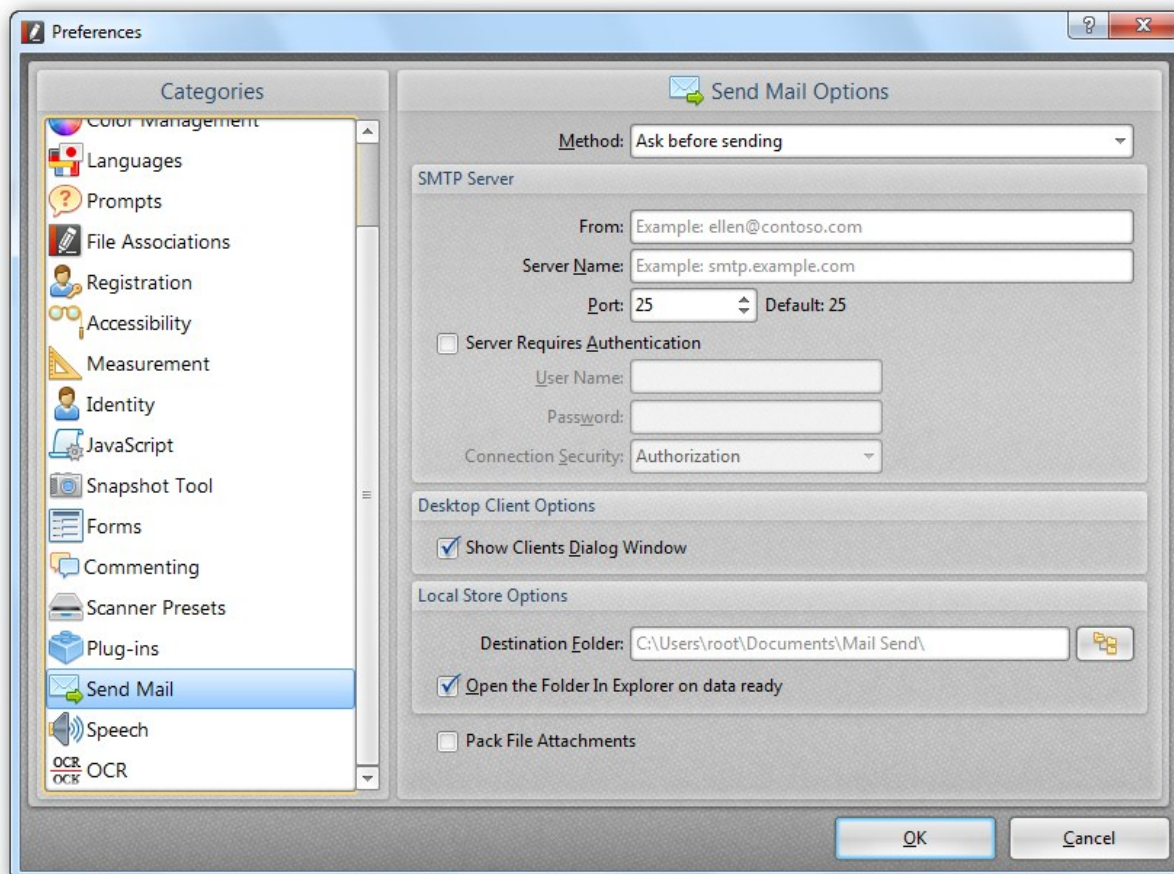 Preferences
Categories
Color Management
Languages
Prompts
File Associations
Registration
Accessibility
Measurement
Identity
JavaScript
Snapshot Tool
Forms
Commenting
Scanner Presets
Plug-ins
Send Mail
Speech
OCR OCR
Send Mail Options
Method: Ask before sending
SMTP Server
From: Example: ellen@contoso.com
Server Name: Example: smtp.example.com
Port: 25 Default: 25
Server Requires Authentication
User Name:
Password:
Connection Security: Authorization
Desktop Client Options
Show Clients Dialog Window
Local Store Options
Destination Folder: C:\Users\root\Documents\Mail Send\
Open the Folder In Explorer on data ready
Pack File Attachments
OK Cancel